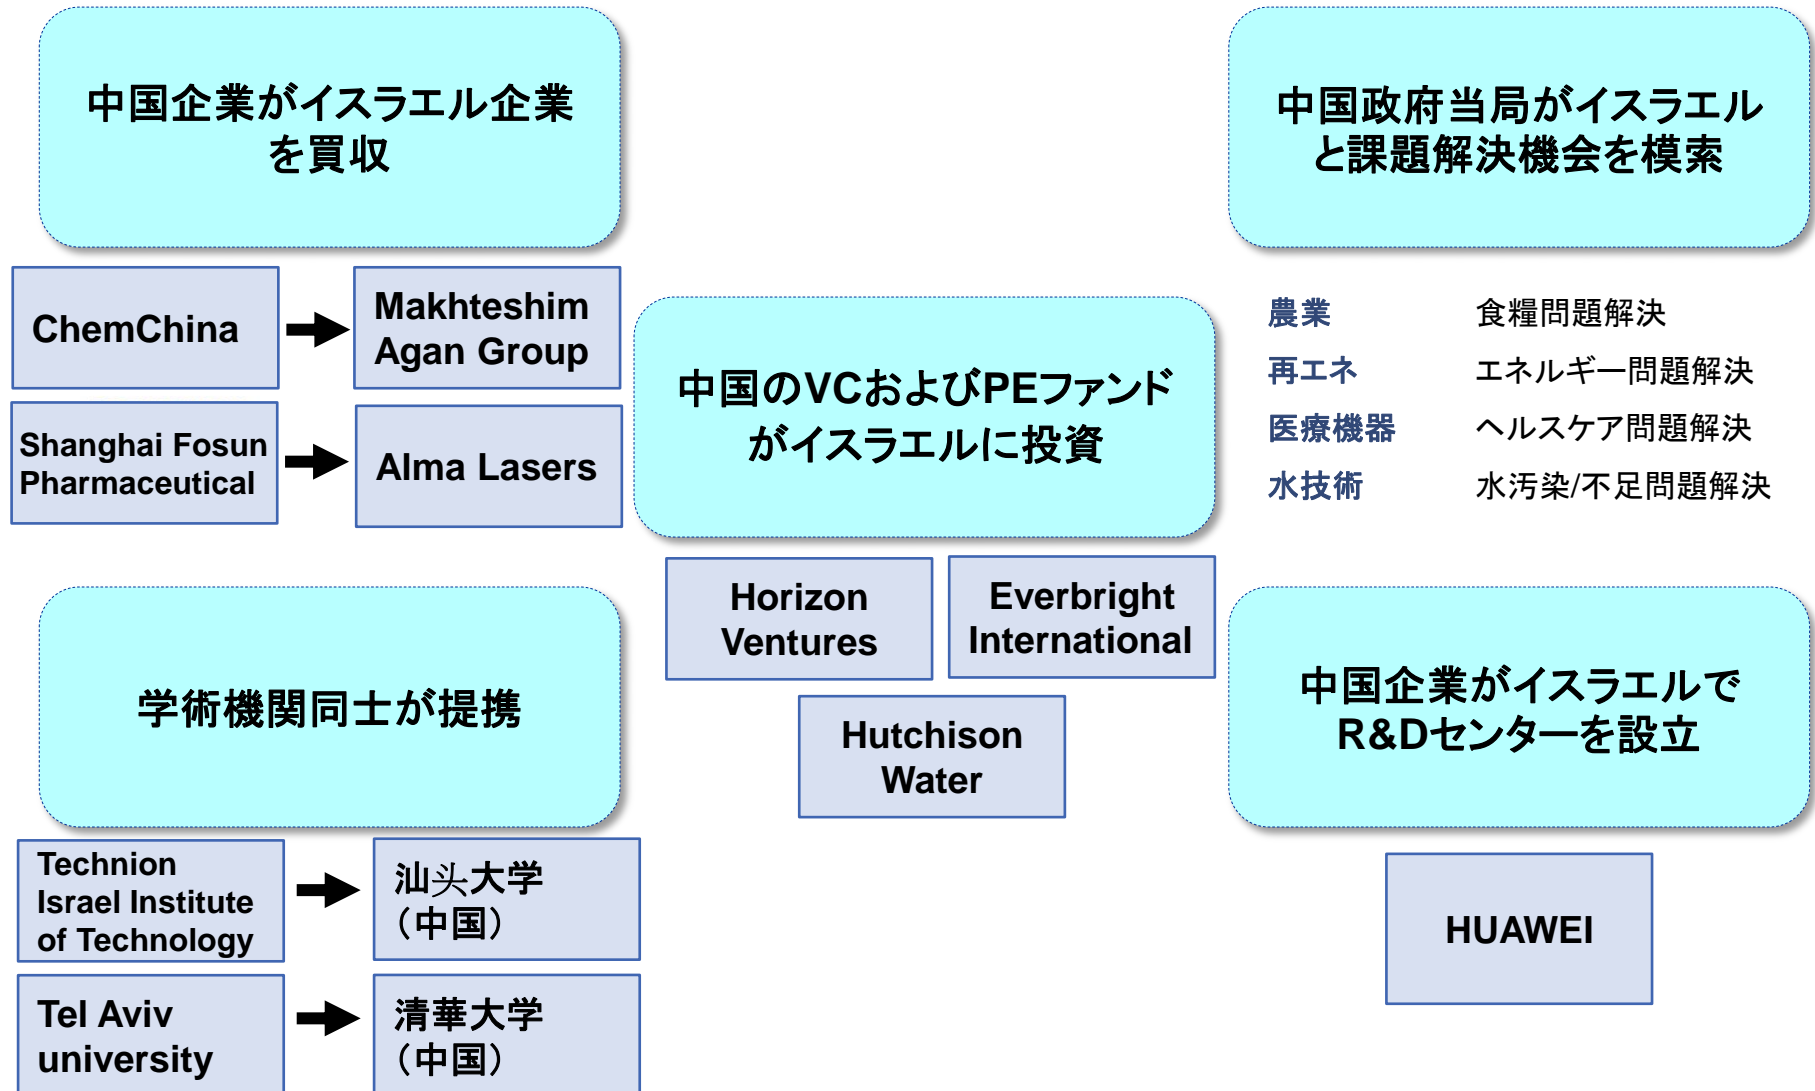 中国企業がイスラエル企業
を買収
ChemChina
Makhteshim
Agan Group
Shanghai Fosun
Pharmaceutical
Alma Lasers
学術機関同士が提携
Technion
Israel Institute
of Technology
汕头大学
（中国）
Tel Aviv
university
清華大学
（中国）
中国のVCおよびPEファンド
がイスラエルに投資
Horizon
Ventures
Everbright
International
Hutchison
Water
中国政府当局がイスラエル
と課題解決機会を模索
農業 食糧問題解決
再エネ エネルギー問題解決
医療機器 ヘルスケア問題解決
水技術 水汚染/不足問題解決
中国企業がイスラエルで
R&Dセンターを設立
HUAWEI